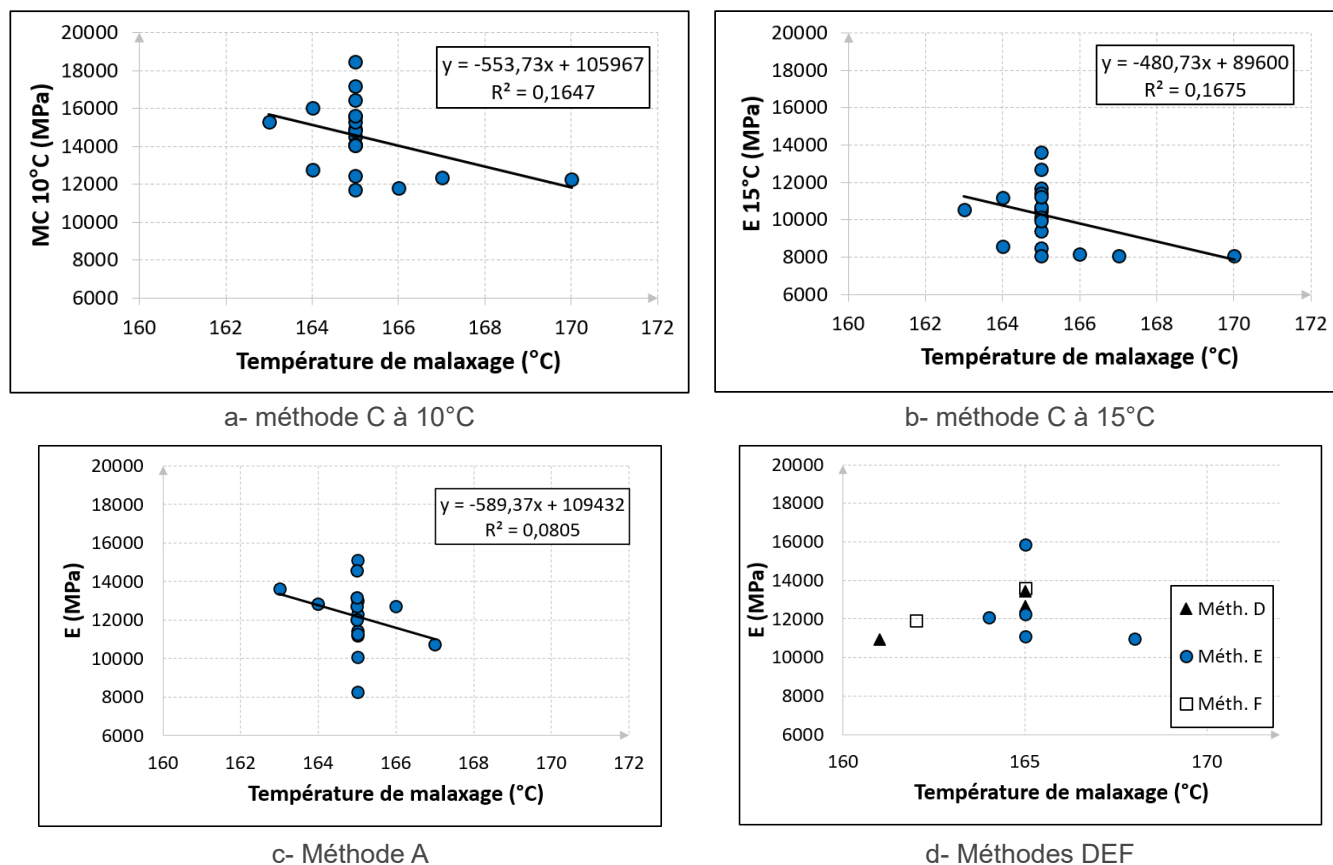 20000
18000
16000
14000
12000
10000
8000
6000
MC 10°C (MPa)
y = -553,73x + 105967
R² = 0,1647
160 162 164 166 168 170 172
Température de malaxage (°C)
a- méthode C à 10°C
20000
18000
16000
14000
12000
10000
8000
6000
E 15°C (MPa)
y = -480,73x + 89600
R² = 0,1675
160 162 164 166 168 170 172
Température de malaxage (°C)
b- méthode C à 15°C
20000
18000
16000
14000
12000
10000
8000
6000
E (MPa)
y = -589,37x + 109432
R² = 0,0805
160 162 164 166 168 170 172
Température de malaxage (°C)
c- Méthode A
20000
18000
16000
14000
12000
10000
8000
6000
E (MPa)
Méth. D
Méth. E
Méth. F
160 165 170
Température de malaxage (°C)
d- Méthodes DEF